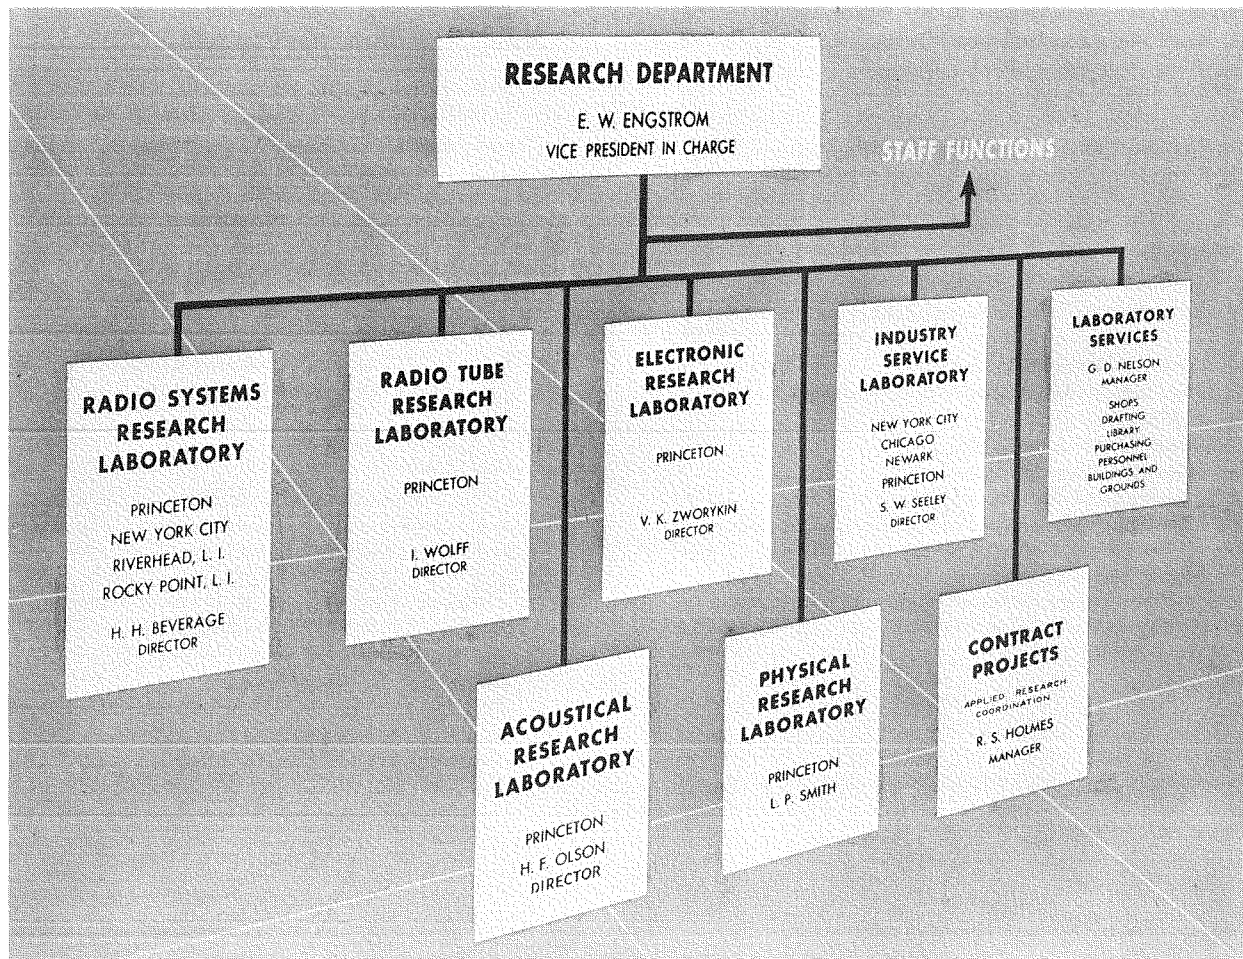 RESEARCH DEPARTMENT
E. W. ENGSTROM
VICE PRESIDENT IN CHARGE
STAFF FUNCTIONS
RADIO SYSTEMS
RESEARCH
LABORATORY
PRINCETON
NEW YORK CITY
RIVERHEAD, L. I.
ROCKY POINT, L. I.
H. H. BEVERAGE
DIRECTOR
RADIO TUBE
RESEARCH
LABORATORY
PRINCETON
I. WOLFF
DIRECTOR
ELECTRONIC
RESEARCH
LABORATORY
PRINCETON
V. K. ZWORYKIN
DIRECTOR
INDUSTRY
SERVICE
LABORATORY
NEW YORK CITY
CHICAGO
NEWARK
PRINCETON
S. W. SEELEY
DIRECTOR
LABORATORY
SERVICES
G. D. NELSON
MANAGER
SHOPS
DRAFTING
LIBRARY
PURCHASING
PERSONNEL
BUILDINGS AND
GROUNDS
ACOUSTICAL
RESEARCH
LABORATORY
PRINCETON
H. F. OLSON
DIRECTOR
PHYSICAL
RESEARCH
LABORATORY
PRINCETON
L. P. SMITH
CONTRACT
PROJECTS
APPLIED RESEARCH
COORDINATION
R. S. HOLMES
MANAGER